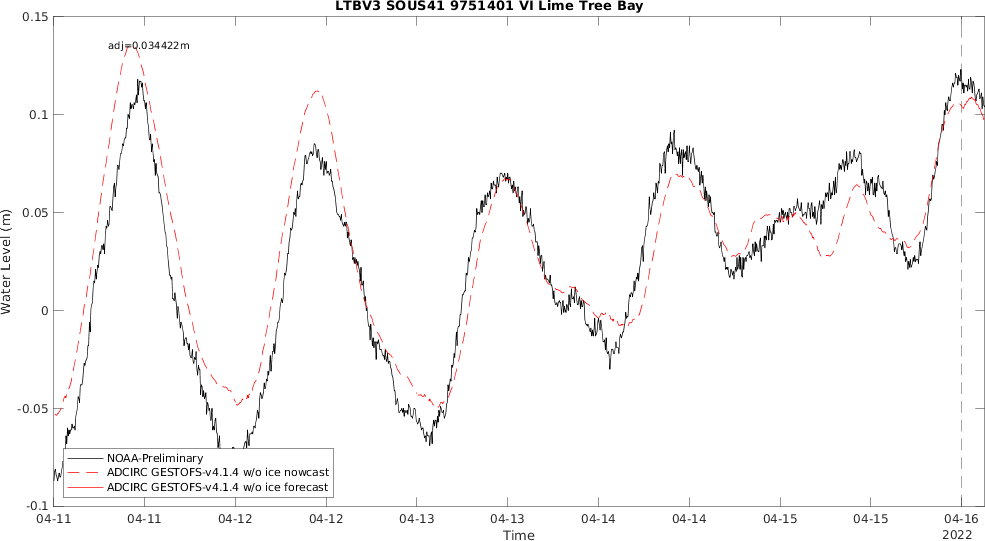 LTBV3 SOUS41 9751401 VI Lime Tree Bay
adj=0.034422m
0.15
0.1
0.05
0
-0.05
-0.1
Water Level (m)
NOAA-Preliminary
ADCIRC GESTOFS-v4.1.4 w/o ice nowcast
ADCIRC GESTOFS-v4.1.4 w/o ice forecast
04-11 04-11 04-12 04-12 04-13 04-13 04-14 04-14 04-15 04-15 04-16
2022
Time